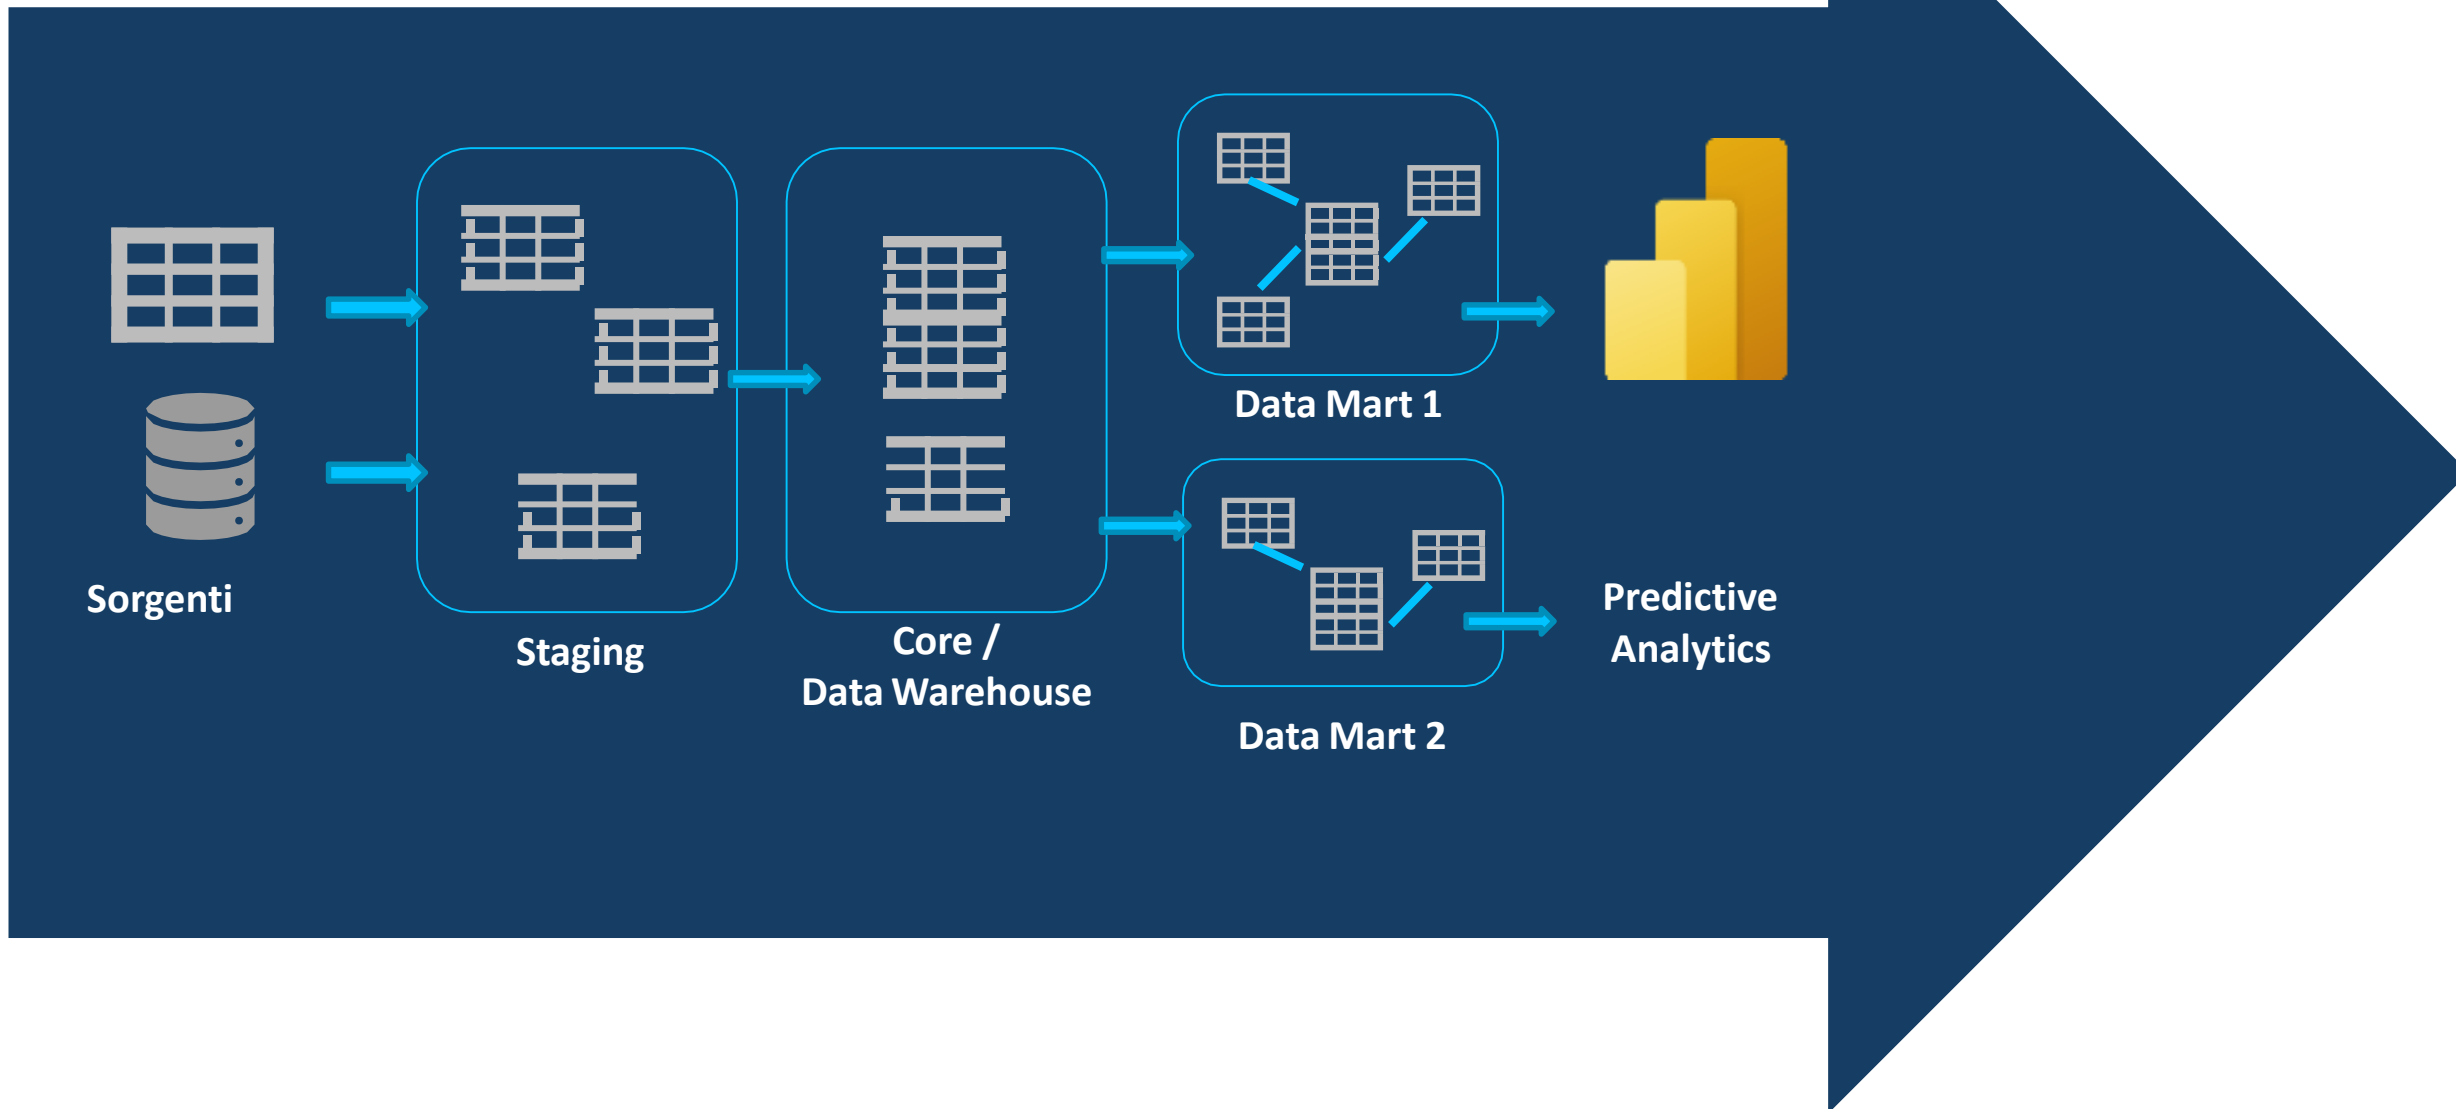 Sorgenti
Staging
Core /
Data Warehouse
Data Mart 1
Data Mart 2
Predictive
Analytics